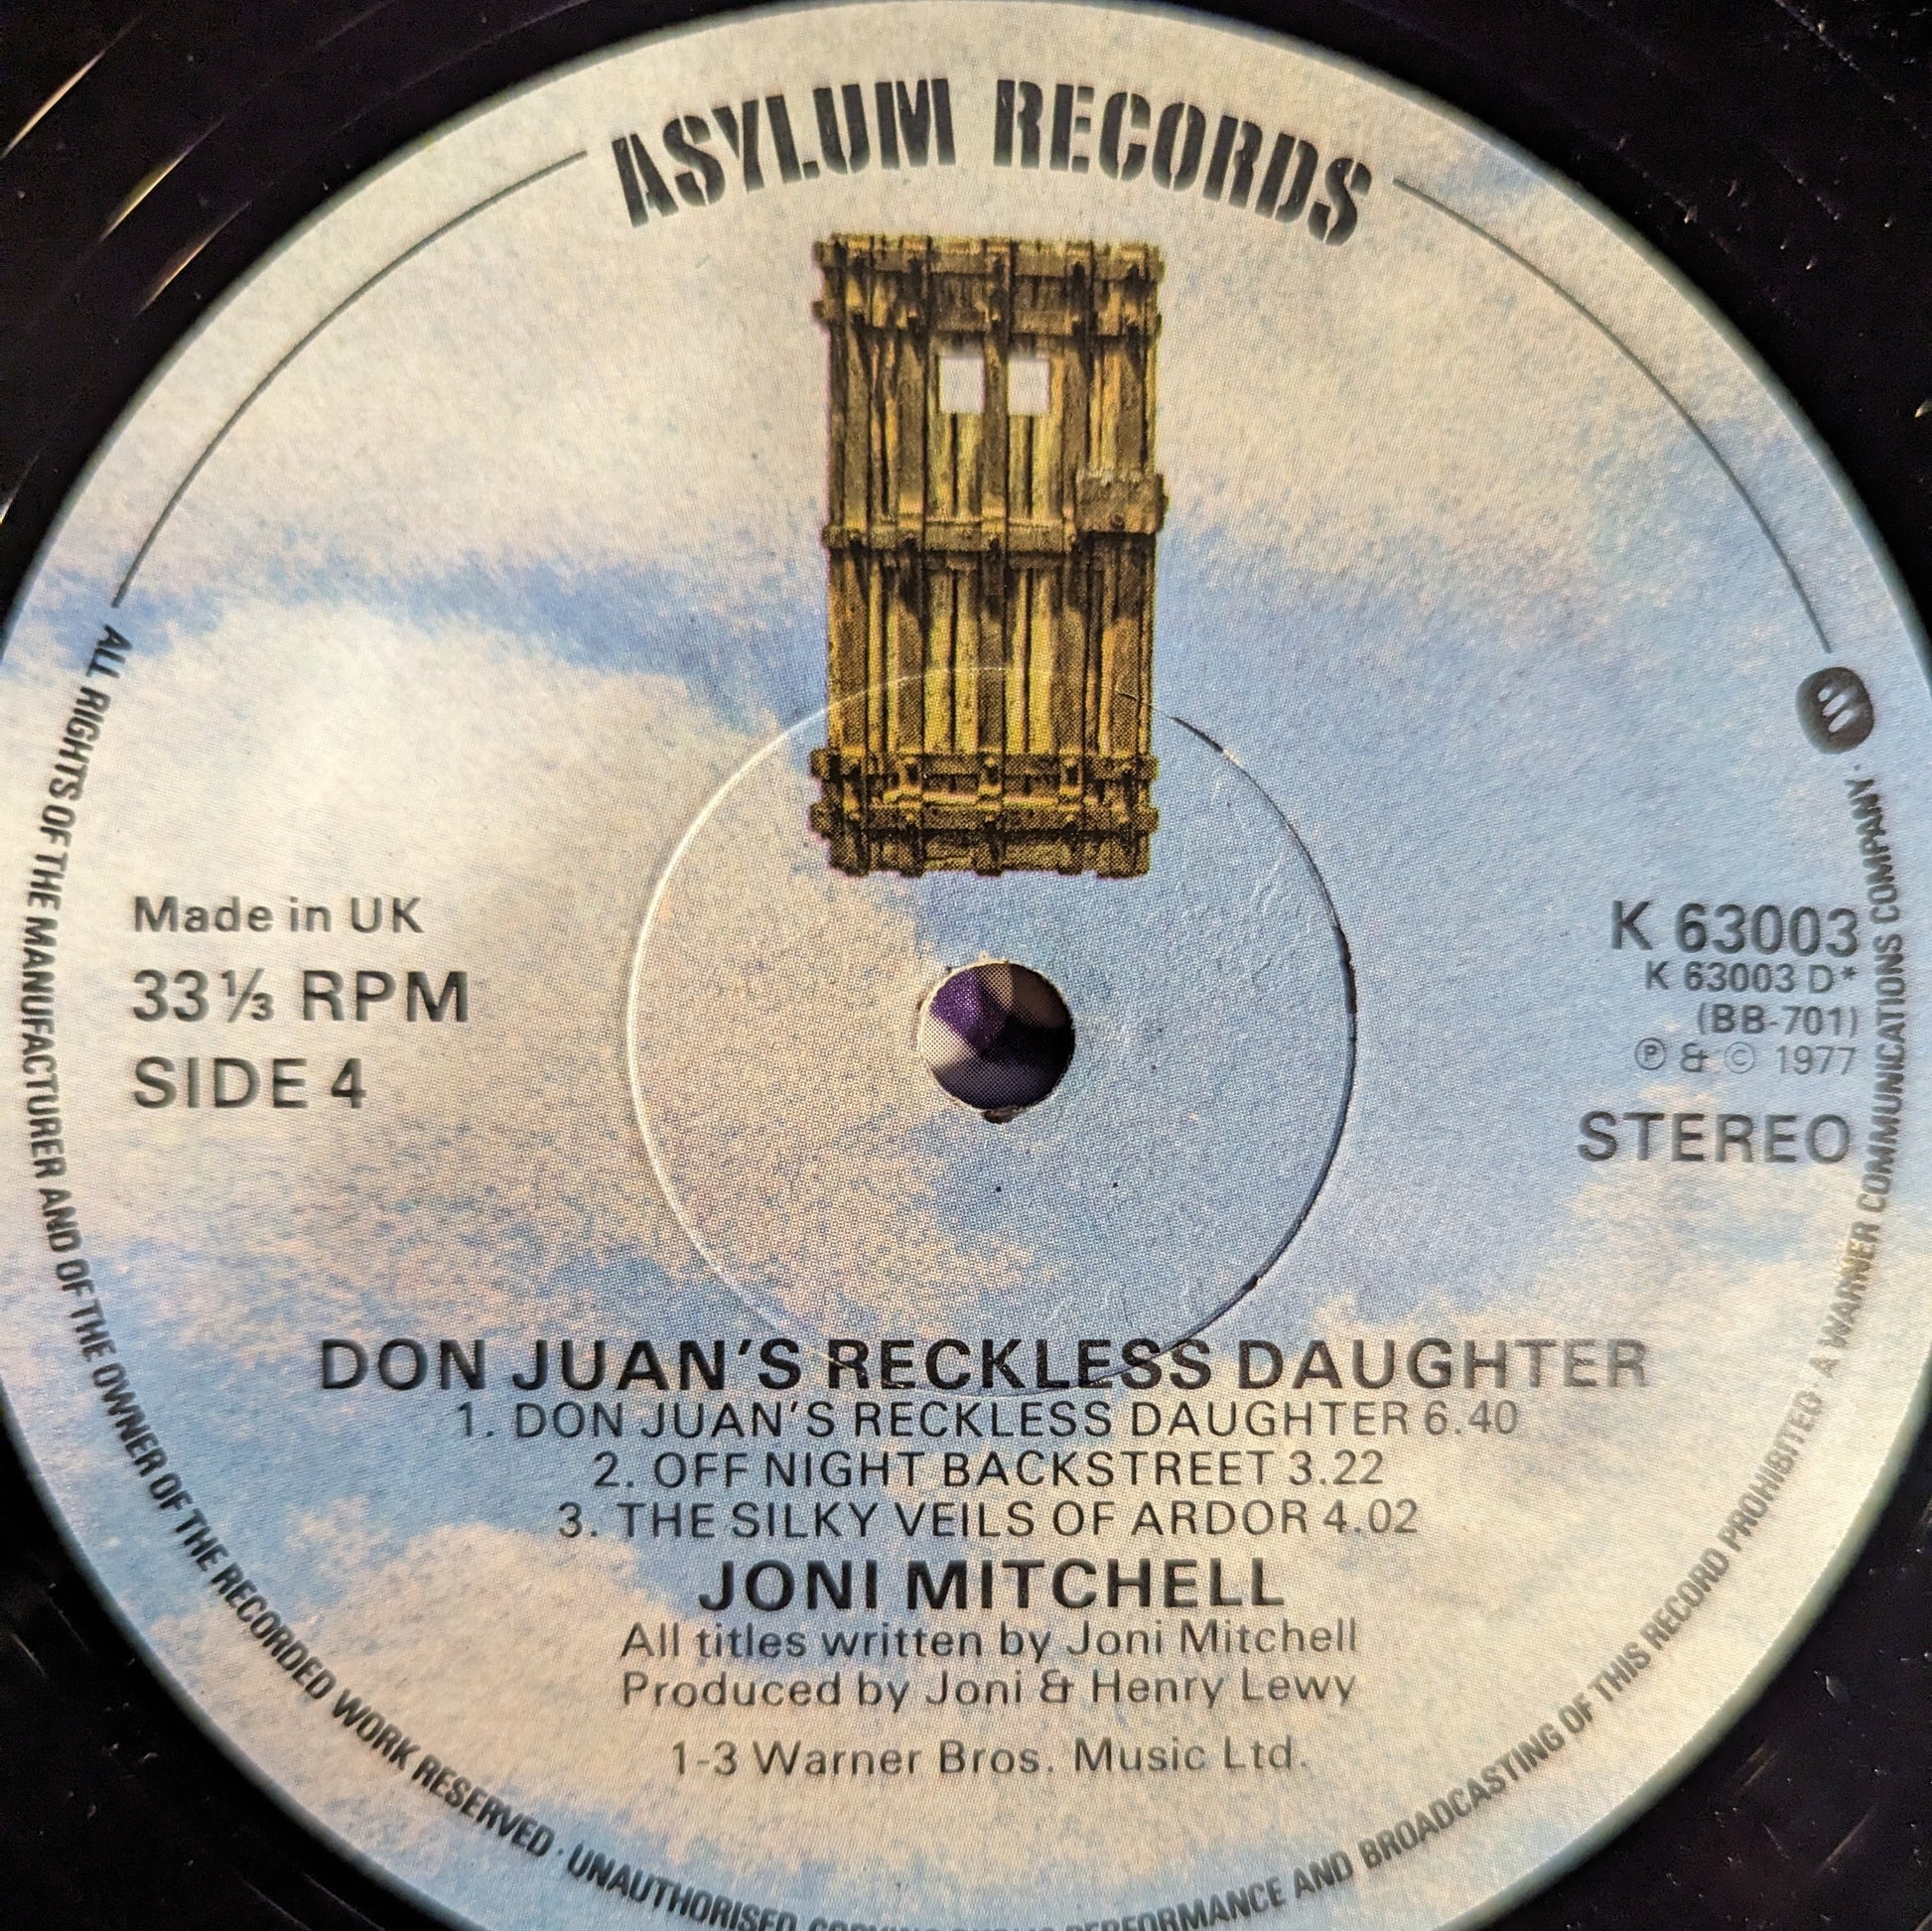 ASYLUM RECORDS
Made in UK
33⅓ RPM
SIDE 4
K 63003
K 63003 D*
(BB-701)
℗ & © 1977
STEREO
DON JUAN'S RECKLESS DAUGHTER
1. DON JUAN'S RECKLESS DAUGHTER 6.40
2. OFF NIGHT BACKSTREET 3.22
3. THE SILKY VEILS OF ARDOR 4.02
JONI MITCHELL
All titles written by Joni Mitchell
Produced by Joni & Henry Lewy
1-3 Warner Bros. Music Ltd.
ALL RIGHTS OF THE MANUFACTURER AND OF THE OWNER OF THE RECORDED WORK RESERVED · UNAUTHORISED PERFORMANCE AND BROADCASTING OF THIS RECORD PROHIBITED · A WARNER COMMUNICATIONS COMPANY ·